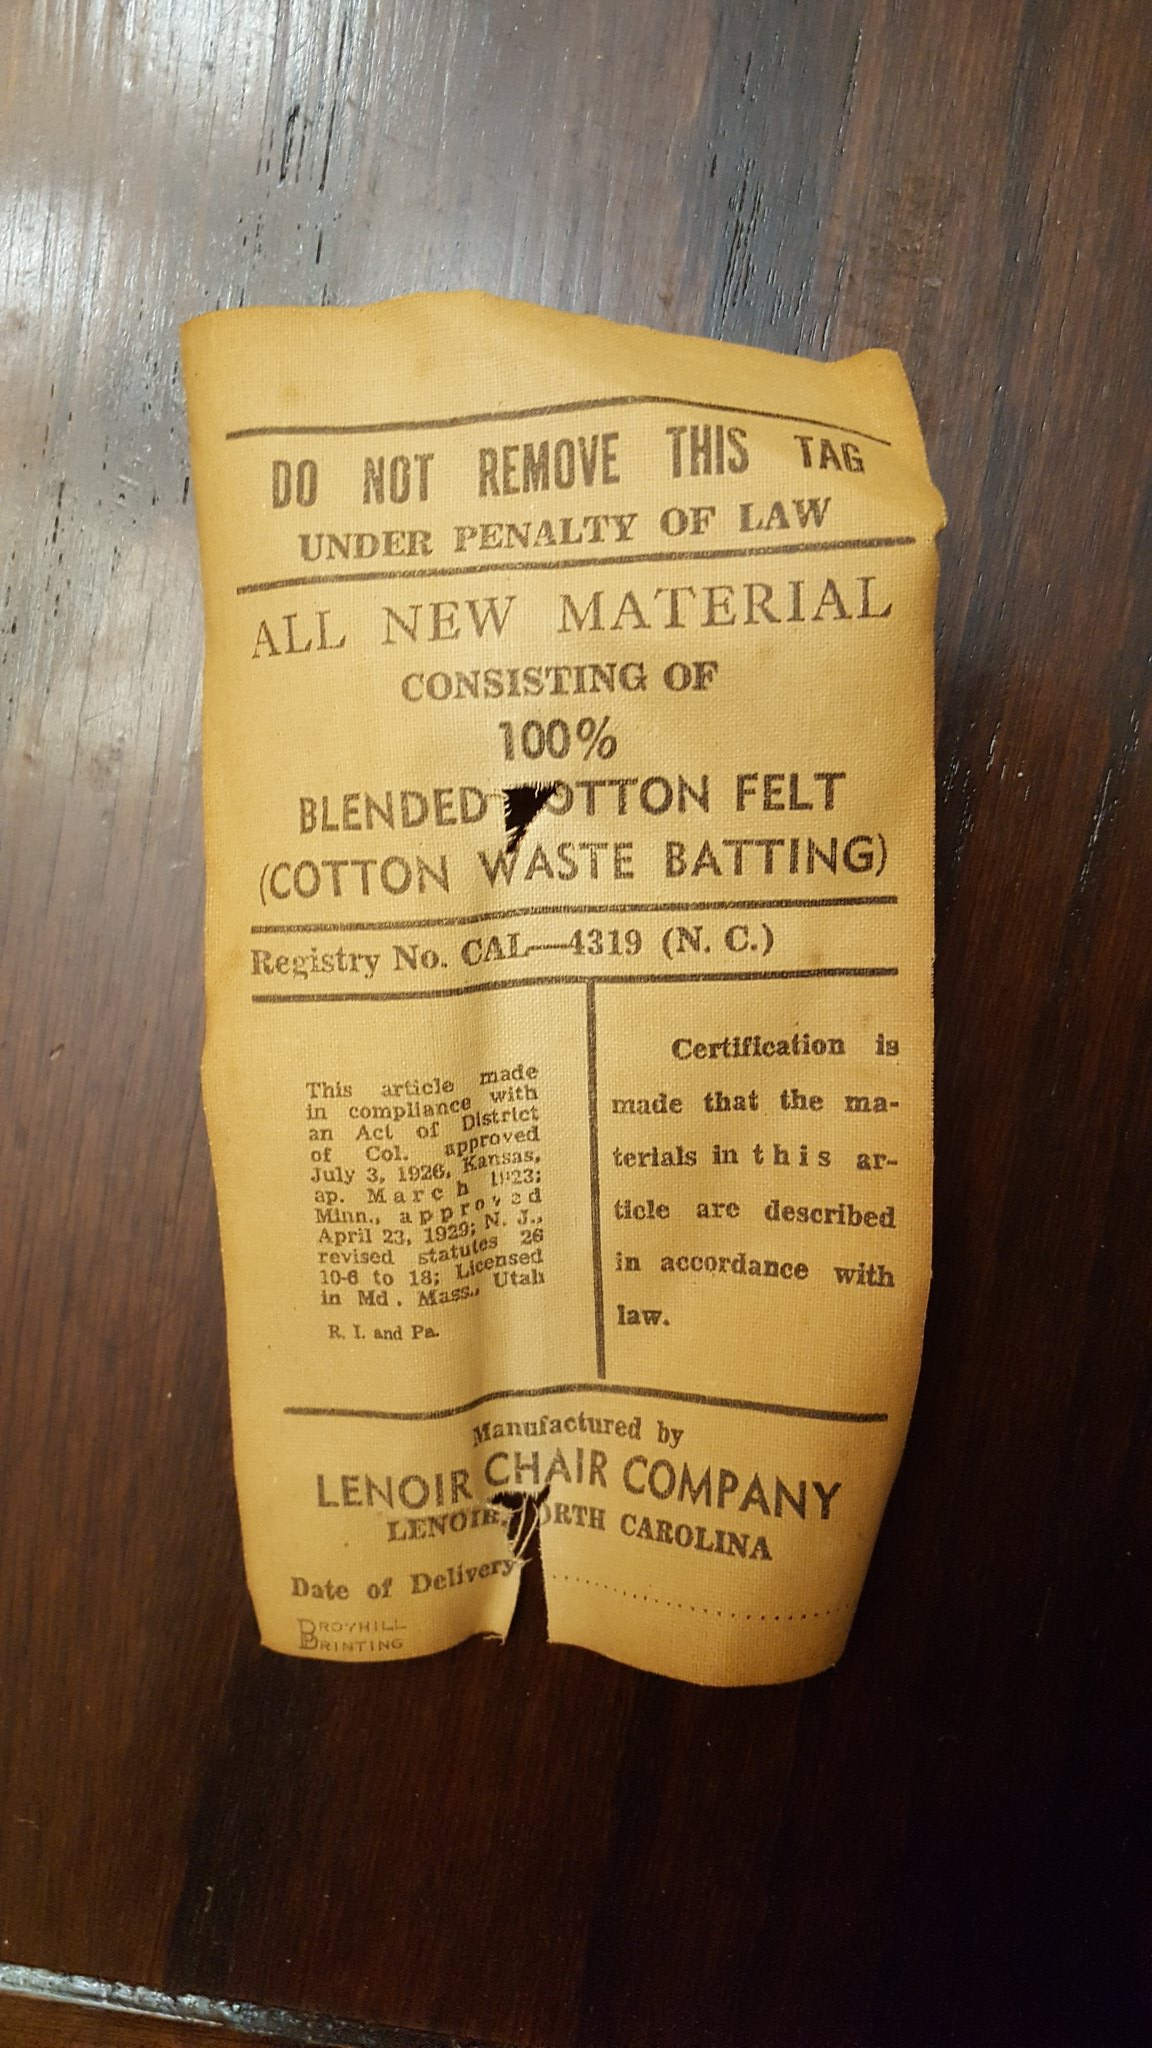 DO NOT REMOVE THIS TAG
UNDER PENALTY OF LAW
ALL NEW MATERIAL
CONSISTING OF
100%
BLENDED OTTON FELT
(COTTON WASTE BATTING)
Registry No. CAL—4319 (N. C.)
This article made
in compliance with
an Act of District
of Col. approved
July 3, 1926, Kansas,
ap. March 1923;
Minn., approved
April 23, 1929; N. J.,
revised statutes 26
10-6 to 18; Licensed
in Md. Mass., Utah
R. I. and Pa.
Certification is
made that the ma-
terials in this ar-
ticle are described
in accordance with
law.
Manufactured by
LENOIR CHAIR COMPANY
LENOIR, ORTH CAROLINA
Date of Delivery
BROYHILL
PRINTING